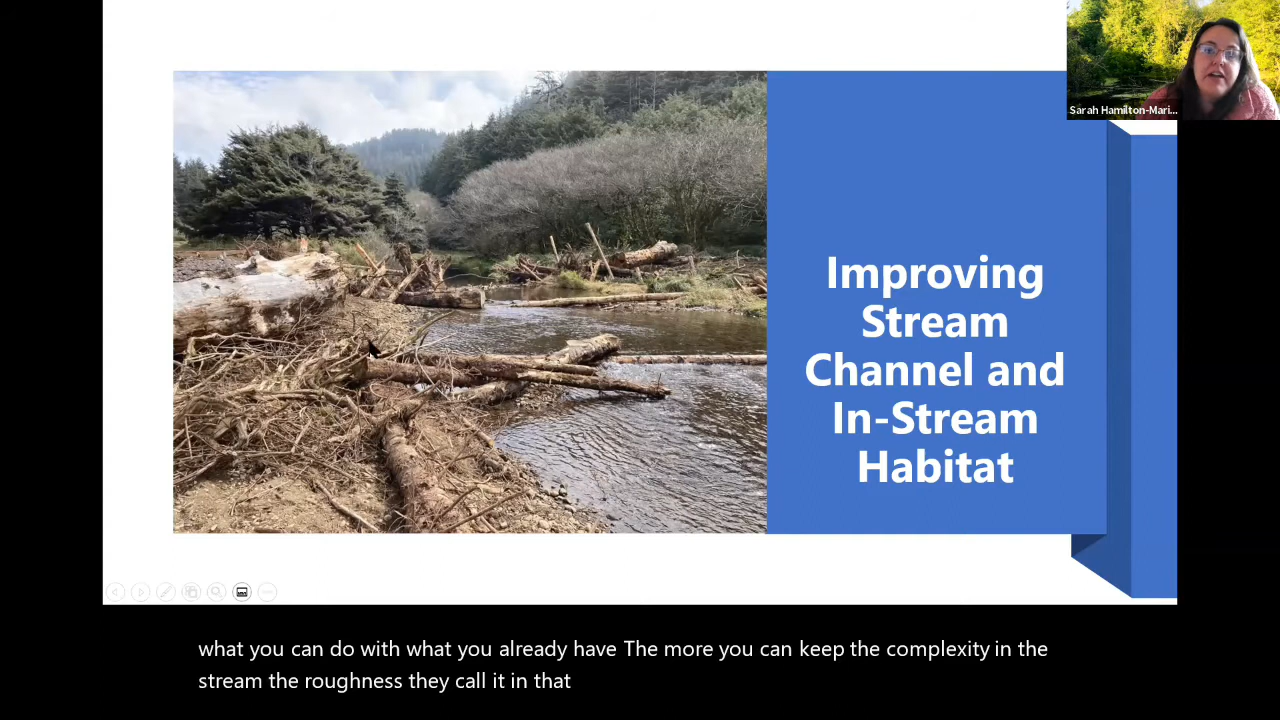 Sarah Hamilton-Mari...
Improving
Stream
Channel and
In-Stream
Habitat
what you can do with what you already have The more you can keep the complexity in the
stream the roughness they call it in that